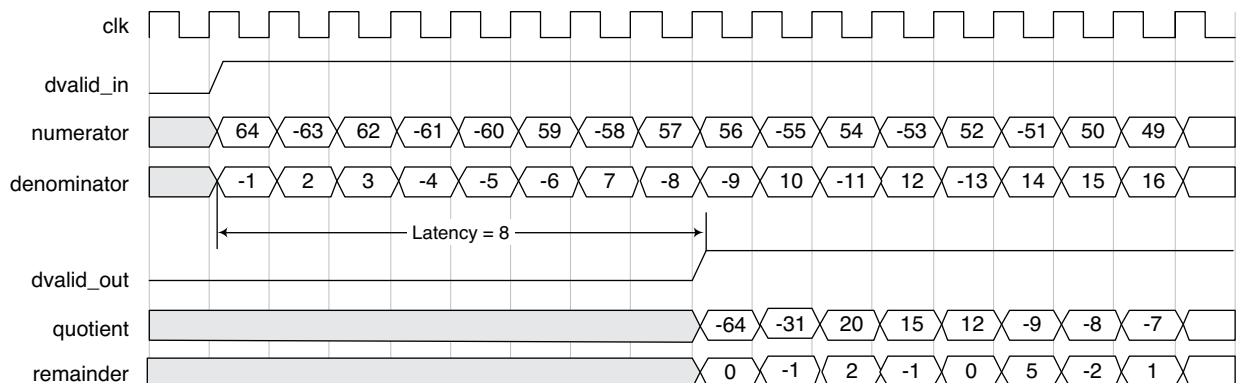 clk
dvalid_in
numerator 64 -63 62 -61 -60 59 -58 57 56 -55 54 -53 52 -51 50 49
denominator -1 2 3 -4 -5 -6 7 -8 -9 10 -11 12 -13 14 15 16
Latency = 8
dvalid_out
quotient -64 -31 20 15 12 -9 -8 -7
remainder 0 -1 2 -1 0 5 -2 1